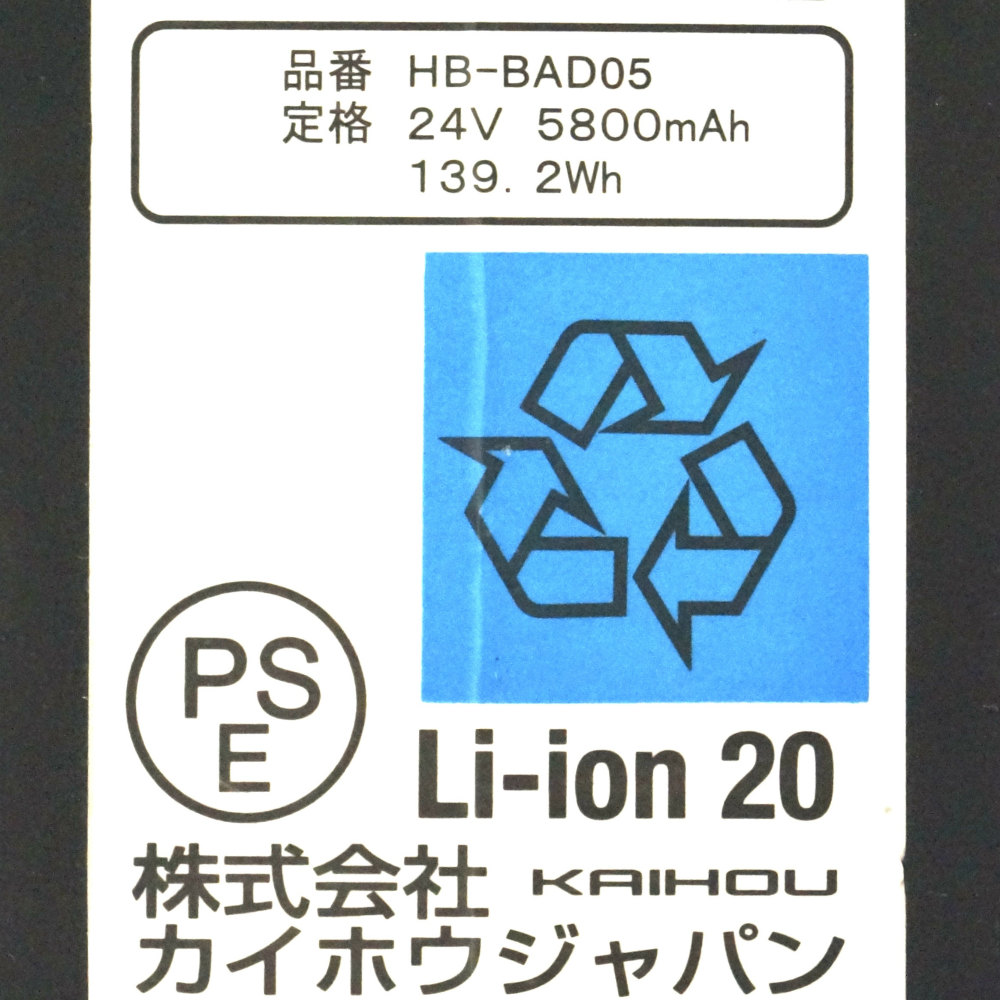 品番 HB-BAD05
定格 24V 5800mAh
139.2Wh
PS
E
Li-ion 20
株式会社 KAIHOU
カイホウジャパン